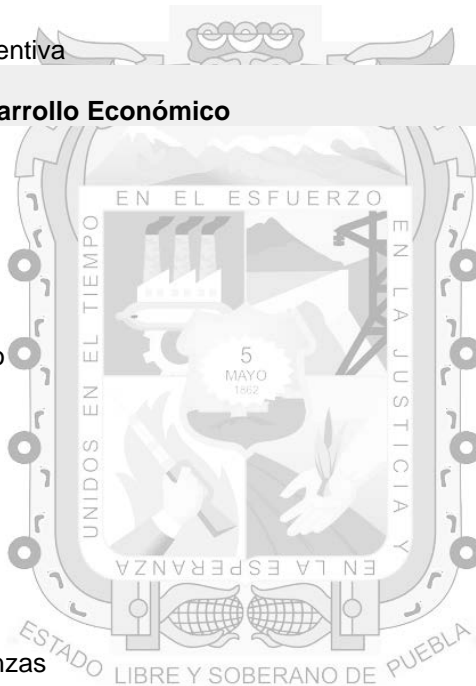 entiva
arrollo Económico
EN EL ESFUERZO
EN LA JUSTICIA Y
EN LA ESPERANZA
UNIDOS EN EL TIEMPO
5
MAYO
1862
o
nzas
ESTADO LIBRE Y SOBERANO DE PUEBLA